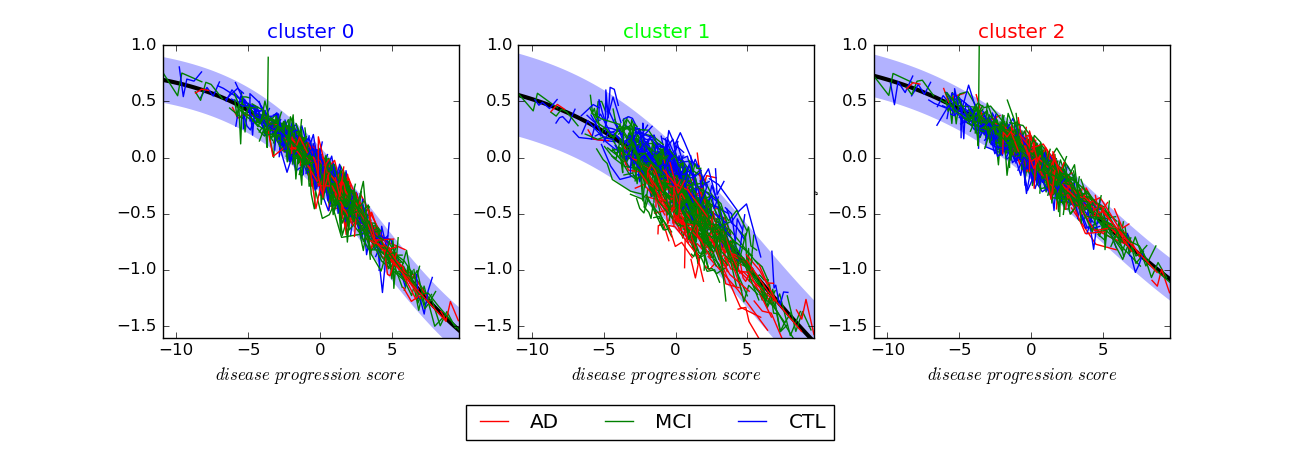 cluster 0 cluster 1 cluster 2
1.0 1.0 1.0
0.5 0.5 0.5
0.0 0.0 0.0
−0.5 −0.5 −0.5
−1.0 −1.0 −1.0
−1.5 −1.5 −1.5
−10 −5 0 5 −10 −5 0 5 −10 −5 0 5
disease progression score disease progression score disease progression score
AD MCI CTL